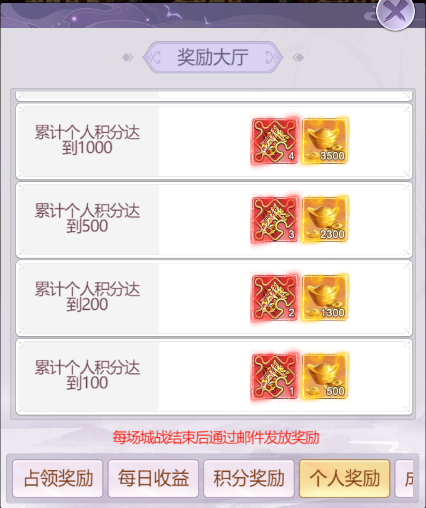 奖励大厅
累计个人积分达
到1000
4
3500
累计个人积分达
到500
3
2300
累计个人积分达
到200
2
1300
累计个人积分达
到100
1
500
每场城战结束后通过邮件发放奖励
占领奖励
每日收益
积分奖励
个人奖励